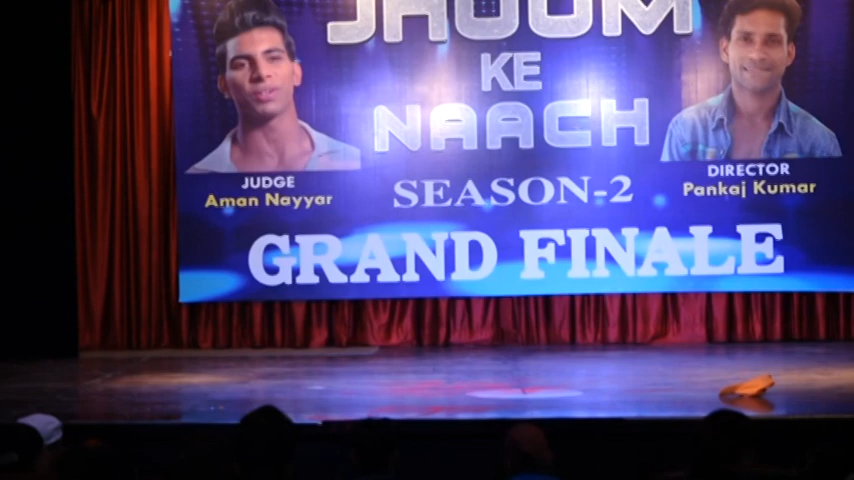 JHOOM
KE
NAACH
JUDGE
Aman Nayyar
DIRECTOR
Pankaj Kumar
SEASON-2
GRAND FINALE